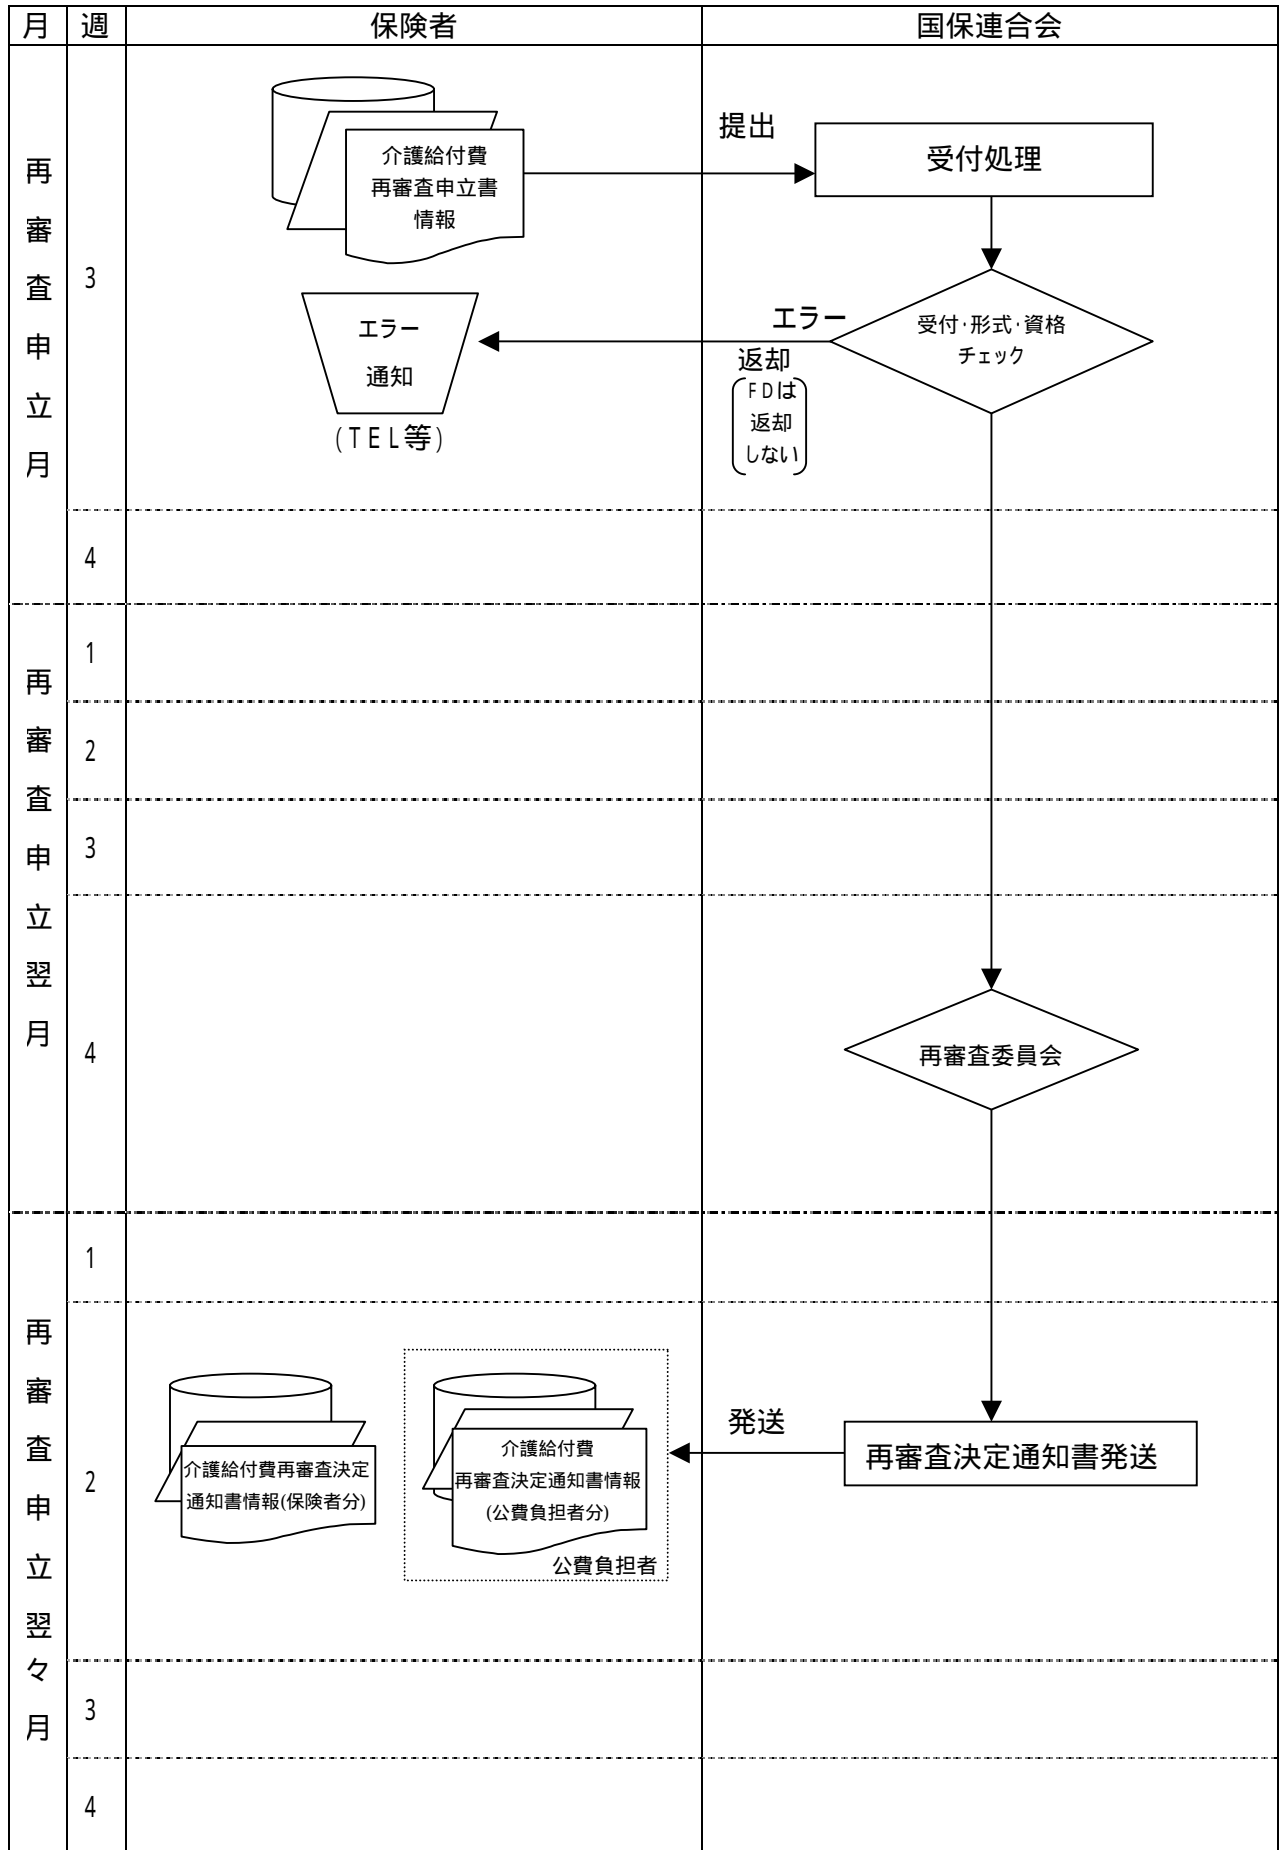 月 週 保険者 国保連合会
再審査申立月
3
介護給付費
再審査申立書
情報
提出
受付処理
エラー
通知
(TEL等)
エラー
返却
FDは
返却
しない
受付・形式・資格
チェック
4
再審査申立翌月
1
2
3
4
再審査委員会
再審査申立翌々月
1
2
介護給付費再審査決定
通知書情報(保険者分)
介護給付費
再審査決定通知書情報
(公費負担者分)
公費負担者
発送
再審査決定通知書発送
3
4